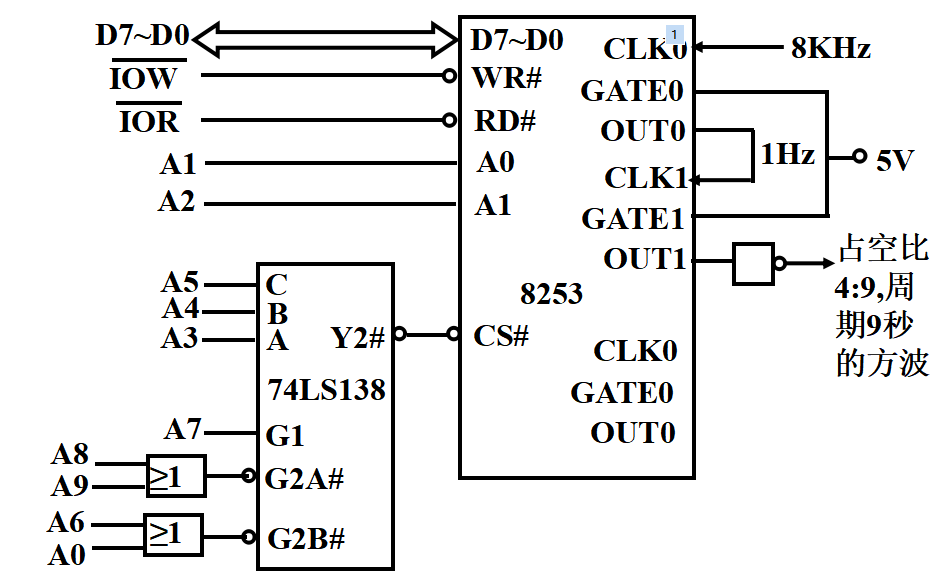 D7~D0
D7~D0
CLK0
1
8KHz
IOW
WR#
GATE0
IOR
RD#
OUT0
1Hz
5V
A1
A0
CLK1
A2
A1
GATE1
OUT1
占空比
4:9,周
期9秒
的方波
A5
C
8253
A4
B
A3
A
Y2#
CS#
CLK0
74LS138
GATE0
A7
G1
OUT0
A8
≥1
G2A#
A9
A6
≥1
G2B#
A0